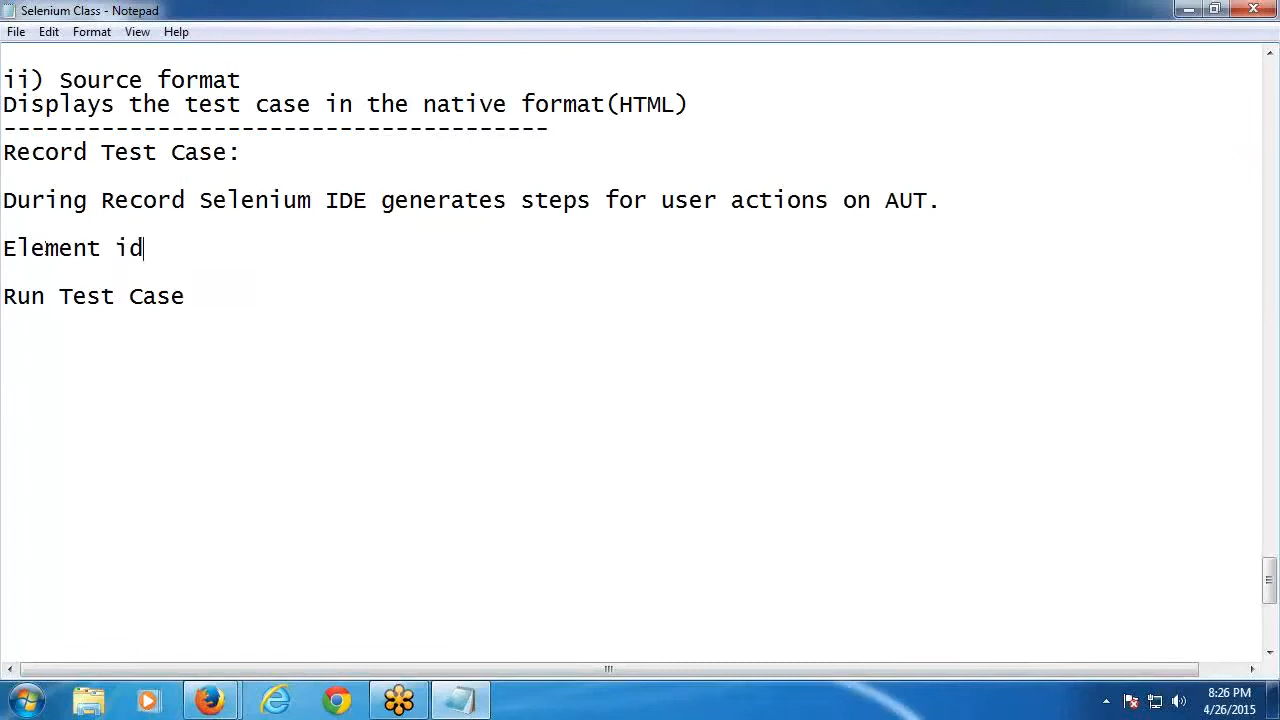 Selenium Class - Notepad
File Edit Format View Help
ii) Source format
Displays the test case in the native format(HTML)
---------------------------------------
Record Test Case:
During Record Selenium IDE generates steps for user actions on AUT.
Element id
Run Test Case
8:26 PM
4/26/2015